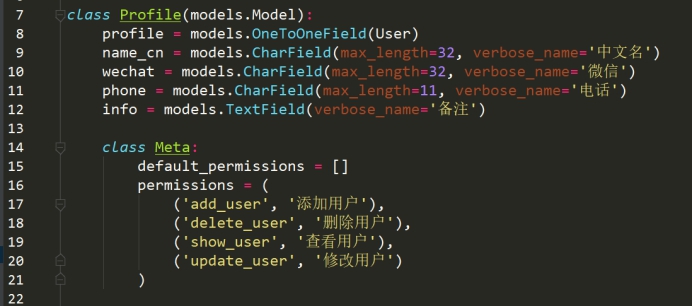 7 class Profile(models.Model):
8 profile = models.OneToOneField(User)
9 name_cn = models.CharField(max_length=32, verbose_name='中文名')
10 wechat = models.CharField(max_length=32, verbose_name='微信')
11 phone = models.CharField(max_length=11, verbose_name='电话')
12 info = models.TextField(verbose_name='备注')
13
14 class Meta:
15 default_permissions = []
16 permissions = (
17 ('add_user', '添加用户'),
18 ('delete_user', '删除用户'),
19 ('show_user', '查看用户'),
20 ('update_user', '修改用户')
21 )
22